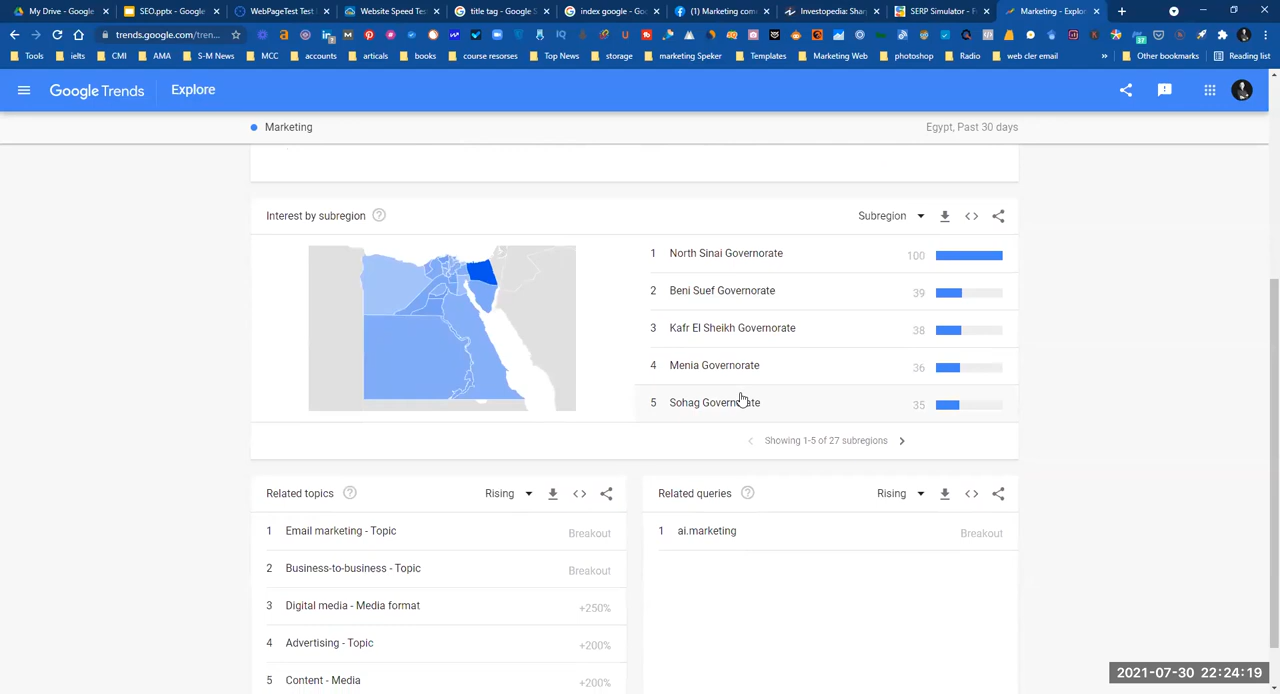 My Drive - Google
SEO.pptx - Google
WebPageTest Test
Website Speed Test
title tag - Google S
index google - Goo
(1) Marketing com
Investopedia: Shar
SERP Simulator - F
Marketing - Explor
trends.google.com/tren...
Tools
ielts
CMI
AMA
S-M News
MCC
accounts
articals
books
course resorses
Top News
storage
marketing Speker
Templates
Marketing Web
photoshop
Radio
web cler email
Other bookmarks
Reading list
Google Trends
Explore
Marketing
Egypt, Past 30 days
Interest by subregion
Subregion
1 North Sinai Governorate 100
2 Beni Suef Governorate 39
3 Kafr El Sheikh Governorate 38
4 Menia Governorate 36
5 Sohag Governorate 35
Showing 1-5 of 27 subregions
Related topics
Rising
1 Email marketing - Topic Breakout
2 Business-to-business - Topic Breakout
3 Digital media - Media format +250%
4 Advertising - Topic +200%
5 Content - Media +200%
Related queries
Rising
1 ai.marketing Breakout
2021-07-30 22:24:19